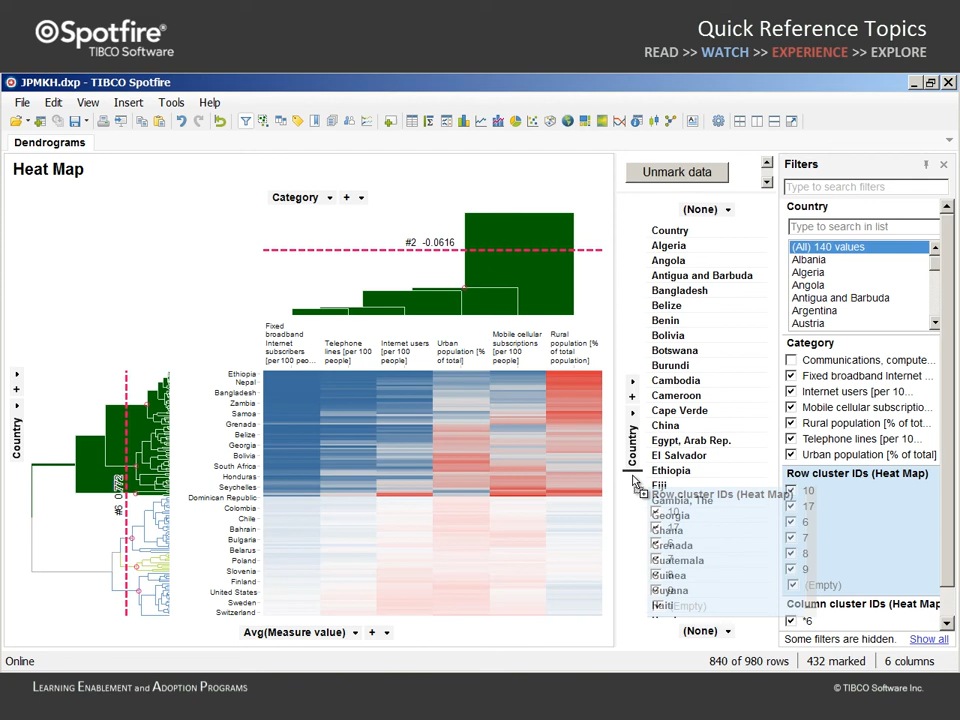 Spotfire®
TIBCO Software
Quick Reference Topics
READ >> WATCH >> EXPERIENCE >> EXPLORE
JPMKH.dxp - TIBCO Spotfire
File Edit View Insert Tools Help
Dendrograms
Heat Map
Category
+
#2 -0.0616
Fixed broadband Internet subscribers [per 100 peo...
Telephone lines [per 100 people]
Internet users [per 100 people]
Urban population [% of total]
Mobile cellular subscriptions [per 100 people]
Rural population [% of total population]
Ethiopia
Nepal
Bangladesh
Zambia
Samoa
Grenada
Belize
Georgia
Bolivia
South Africa
Honduras
Seychelles
Dominican Republic
Colombia
Chile
Bahrain
Bulgaria
Belarus
Poland
Slovenia
Finland
United States
Sweden
Switzerland
+
Country
#6 0.772
Avg(Measure value)
+
Unmark data
(None)
+
Country
Country
Algeria
Angola
Antigua and Barbuda
Bangladesh
Belize
Benin
Bolivia
Botswana
Burundi
Cambodia
Cameroon
Cape Verde
China
Egypt, Arab Rep.
El Salvador
Ethiopia
Fiji
Row cluster IDs (Heat Map)
Gambia, The
Georgia
Ghana
Grenada
Guatemala
Guinea
Guyana
Haiti
(Empty)
(None)
Filters
Type to search filters
Country
Type to search in list
(All) 140 values
Albania
Algeria
Angola
Antigua and Barbuda
Argentina
Austria
Category
Communications, compute...
Fixed broadband Internet ...
Internet users [per 10...
Mobile cellular subscriptio...
Rural population [% of tot...
Telephone lines [per 10...
Urban population [% of total]
Row cluster IDs (Heat Map)
10
17
6
7
8
9
(Empty)
Column cluster IDs (Heat Map
*6
Some filters are hidden. Show all
Online
840 of 980 rows
432 marked
6 columns
LEARNING ENABLEMENT AND ADOPTION PROGRAMS
© TIBCO Software Inc.